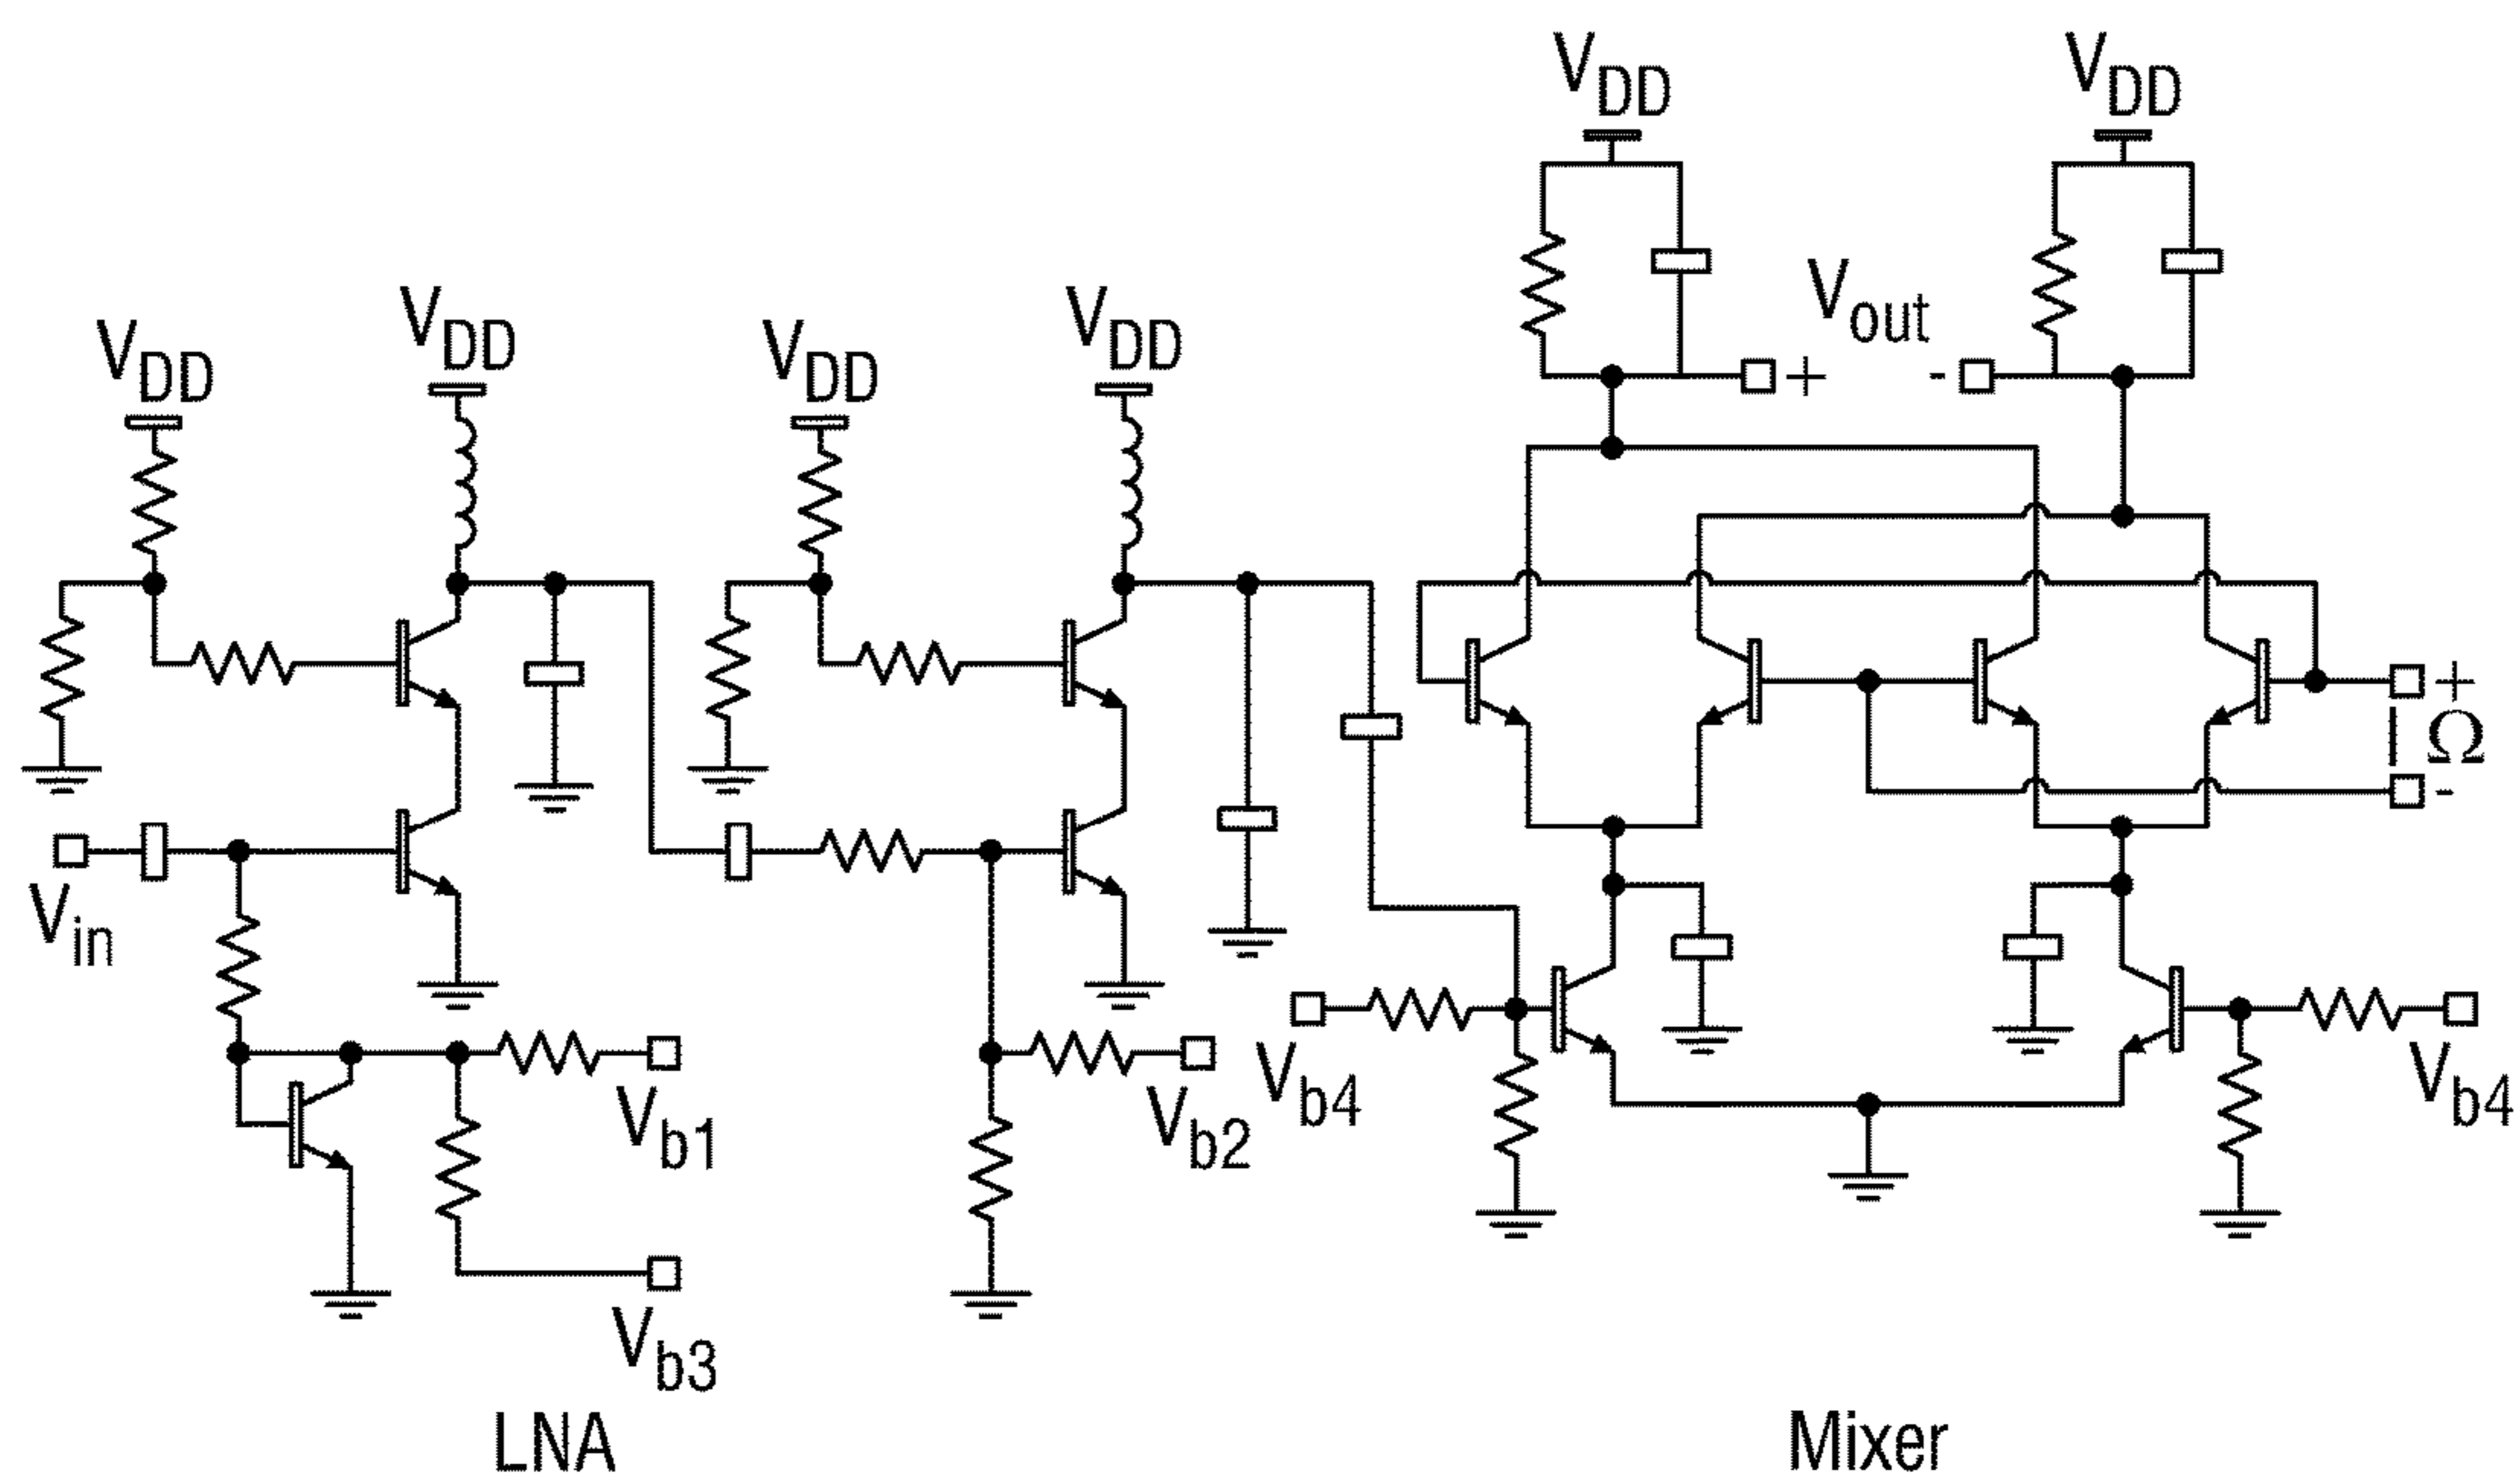 VDD
VDD
VDD
VDD
VDD
VDD
Vout
+
-
+
|Ω
-
Vin
Vb1
Vb2
Vb3
Vb4
Vb4
LNA
Mixer